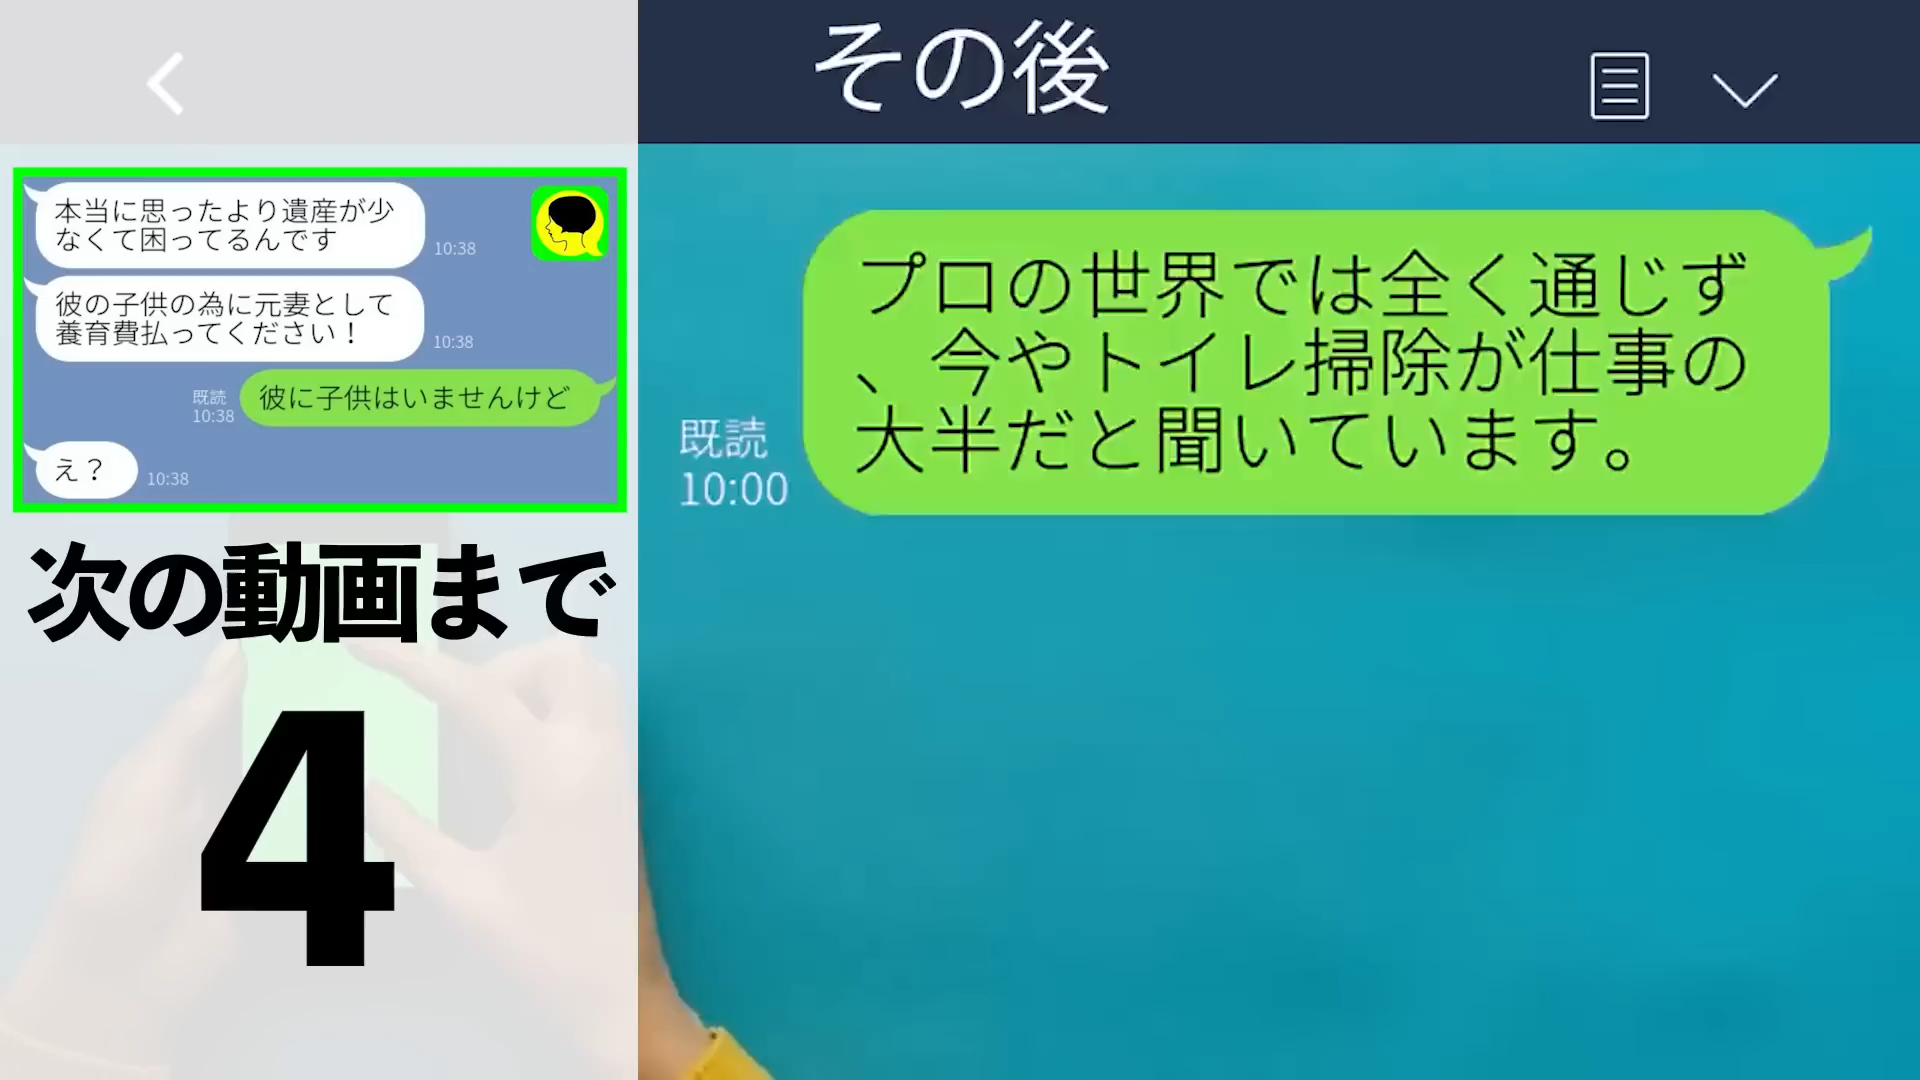 その後
本当に思ったより遺産が少
なくて困ってるんです
10:38
彼の子供の為に元妻として
養育費払ってください！
10:38
既読
10:38
彼に子供はいませんけど
え？
10:38
次の動画まで
4
プロの世界では全く通じず
、今やトイレ掃除が仕事の
大半だと聞いています。
既読
10:00